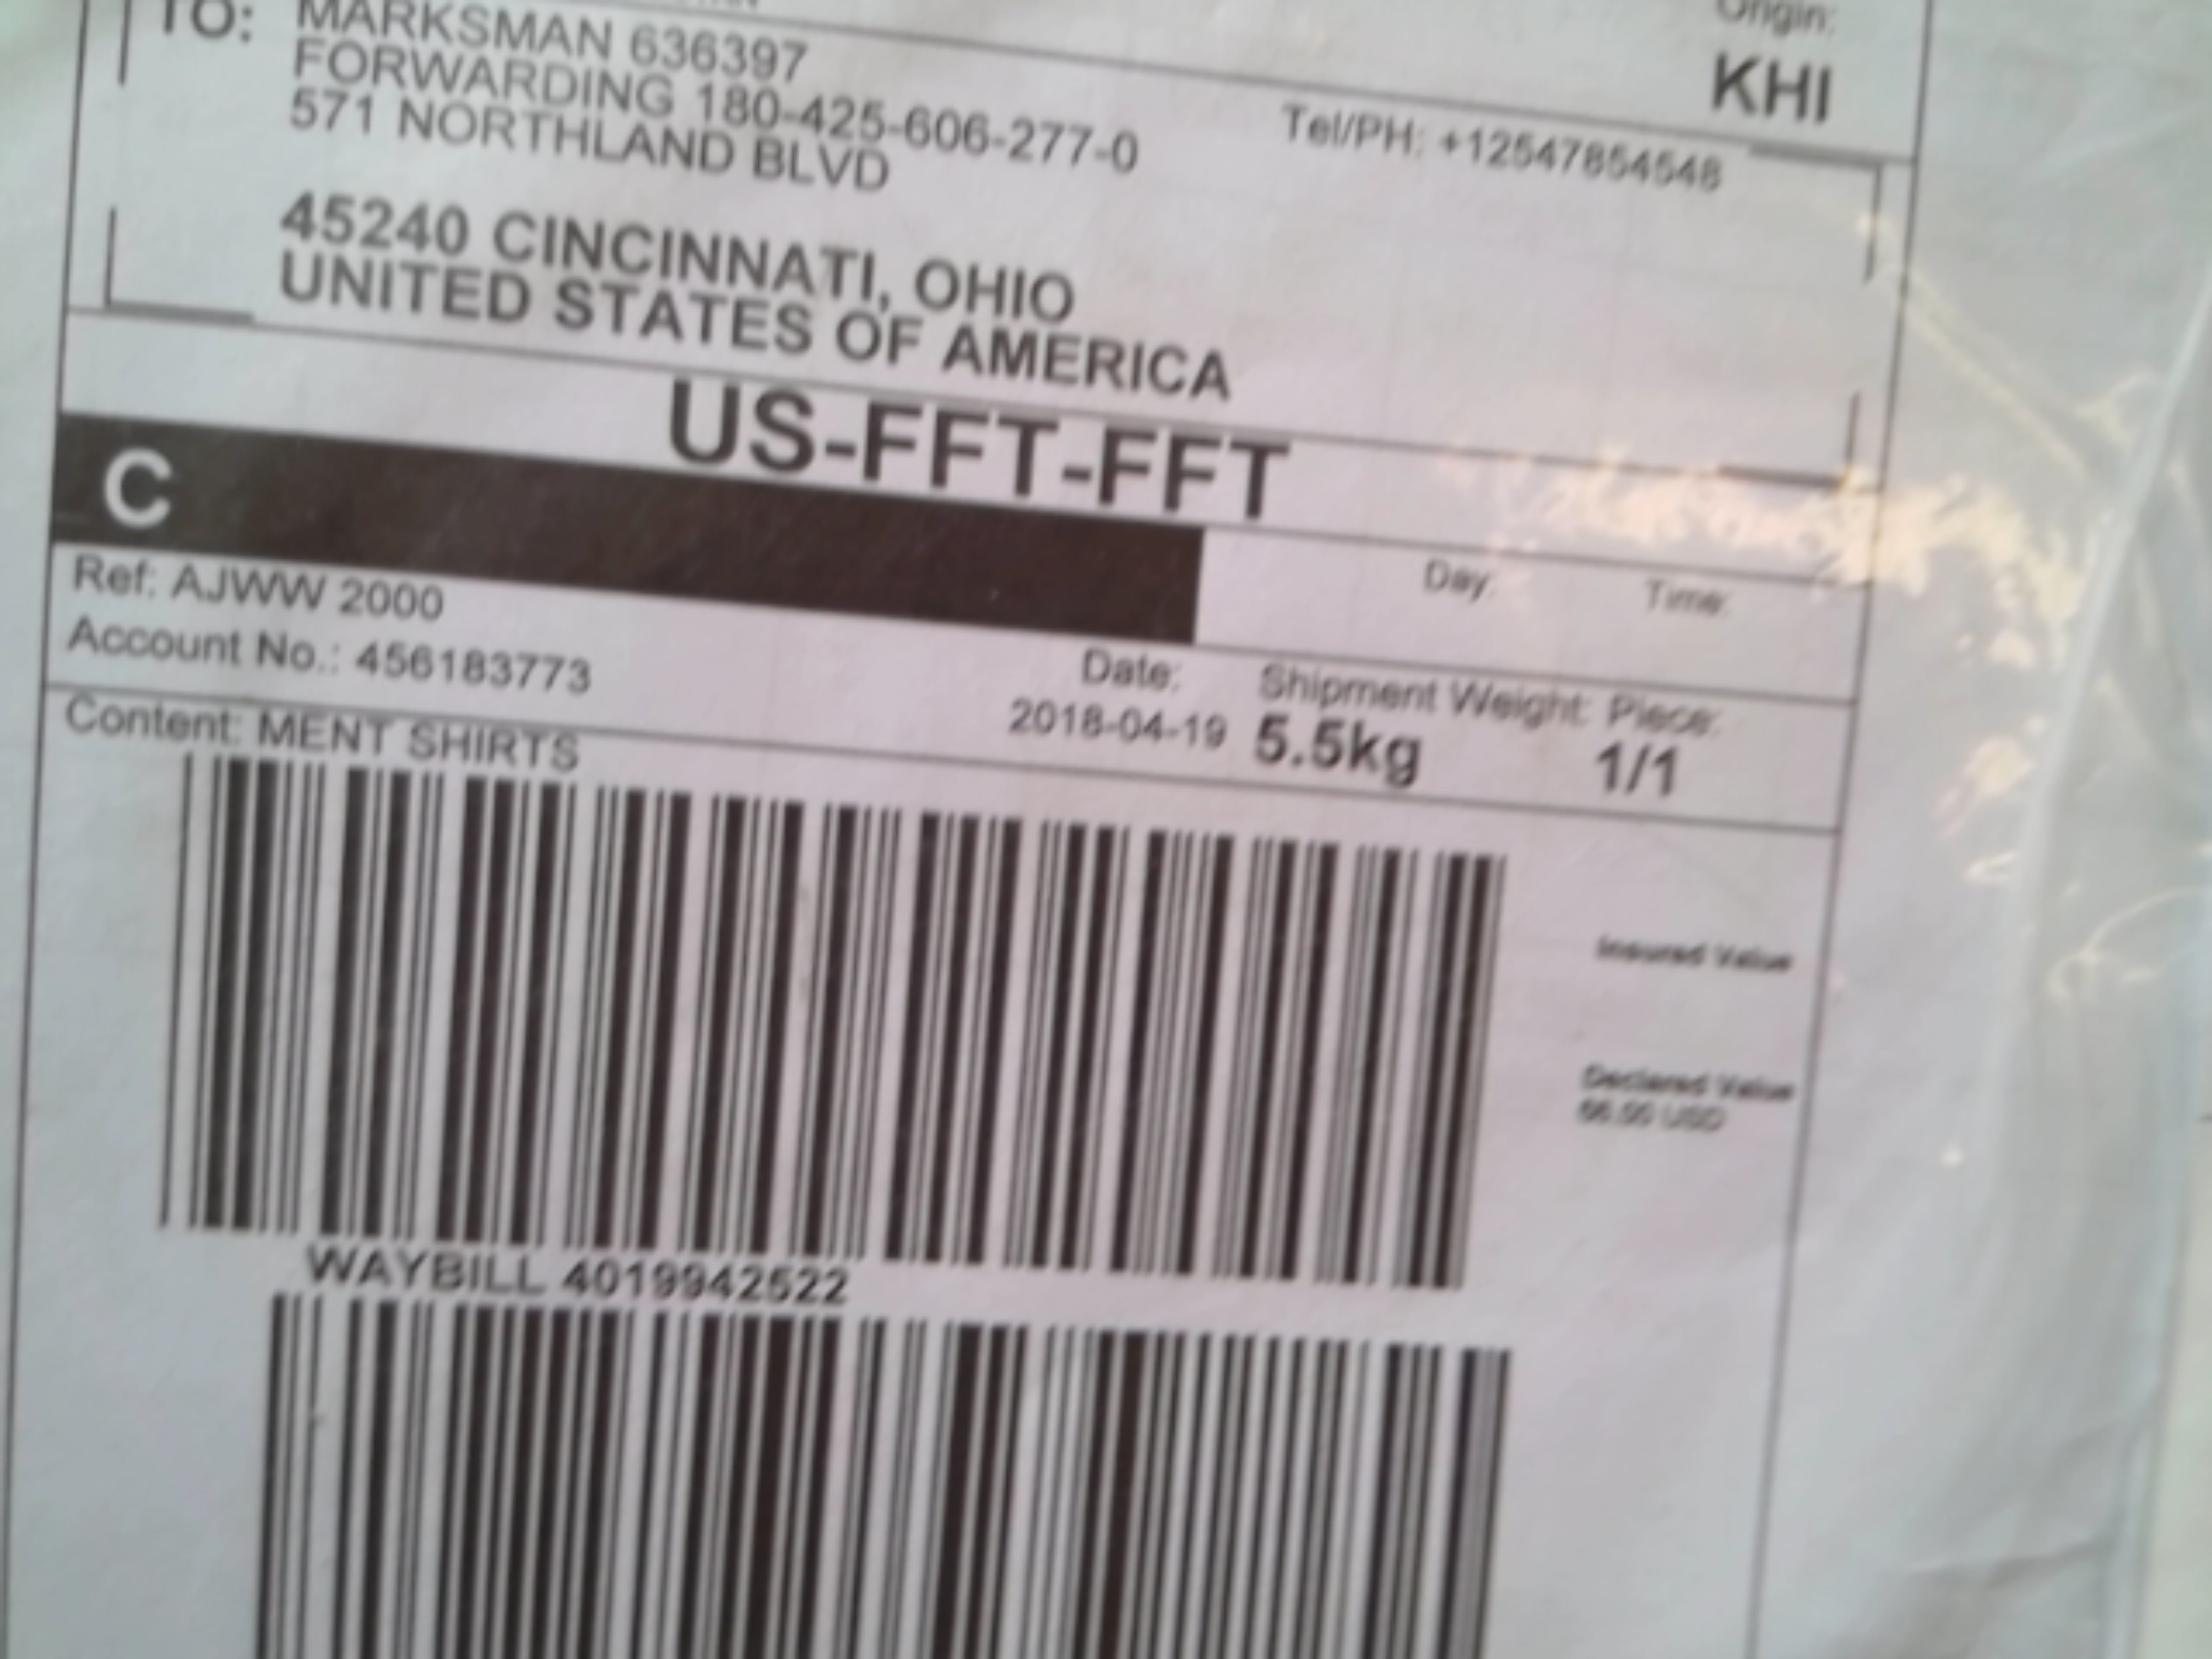 Origin:
KHI
TO: MARKSMAN 636397
FORWARDING 180-425-606-277-0
571 NORTHLAND BLVD
Tel/PH: +12547854548
45240 CINCINNATI, OHIO
UNITED STATES OF AMERICA
US-FFT-FFT
C
Day: Time:
Ref: AJWW 2000
Account No.: 456183773
Date: Shipment Weight: Piece:
2018-04-19 5.5kg 1/1
Content: MENT SHIRTS
Insured Value
Declared Value
USD
WAYBILL 4019942522